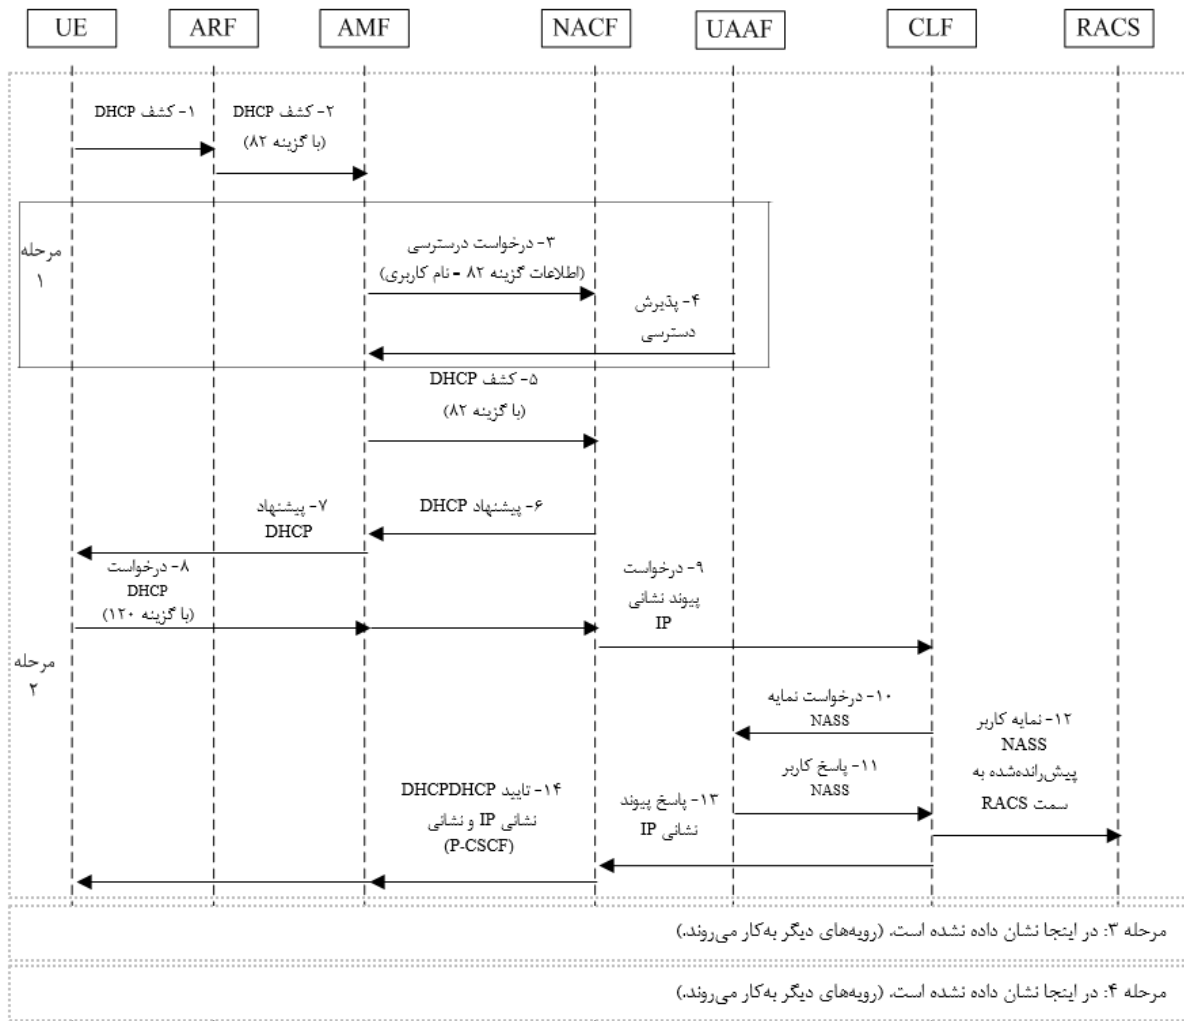 UE
ARF
AMF
NACF
UAAF
CLF
RACS
۱- کشف DHCP
۲- کشف DHCP
(با گزینه ۸۲)
مرحله
۱
۳- درخواست درسترسی
(اطلاعات گزینه ۸۲ - نام کاربری)
۴- پذیرش
دسترسی
۵- کشف DHCP
(با گزینه ۸۲)
۶- پیشنهاد DHCP
۷- پیشنهاد
DHCP
۸- درخواست
DHCP
(با گزینه ۱۲۰)
۹- درخواست
پیوند نشانی
IP
مرحله
۲
۱۰- درخواست نمایه
NASS
۱۱- پاسخ کاربر
NASS
۱۲- نمایه کاربر
NASS
پیش‌رانده‌شده به
سمت RACS
۱۳- پاسخ پیوند
نشانی IP
۱۴- تایید DHCPDHCP
نشانی IP و نشانی
(P-CSCF)
مرحله ۳: در اینجا نشان داده نشده است. (رویه‌های دیگر به‌کار می‌روند.)
مرحله ۴: در اینجا نشان داده نشده است. (رویه‌های دیگر به‌کار می‌روند.)